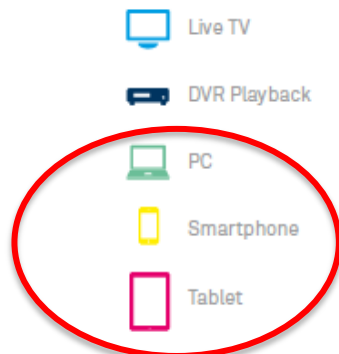 Live TV
DVR Playback
PC
Smartphone
Tablet